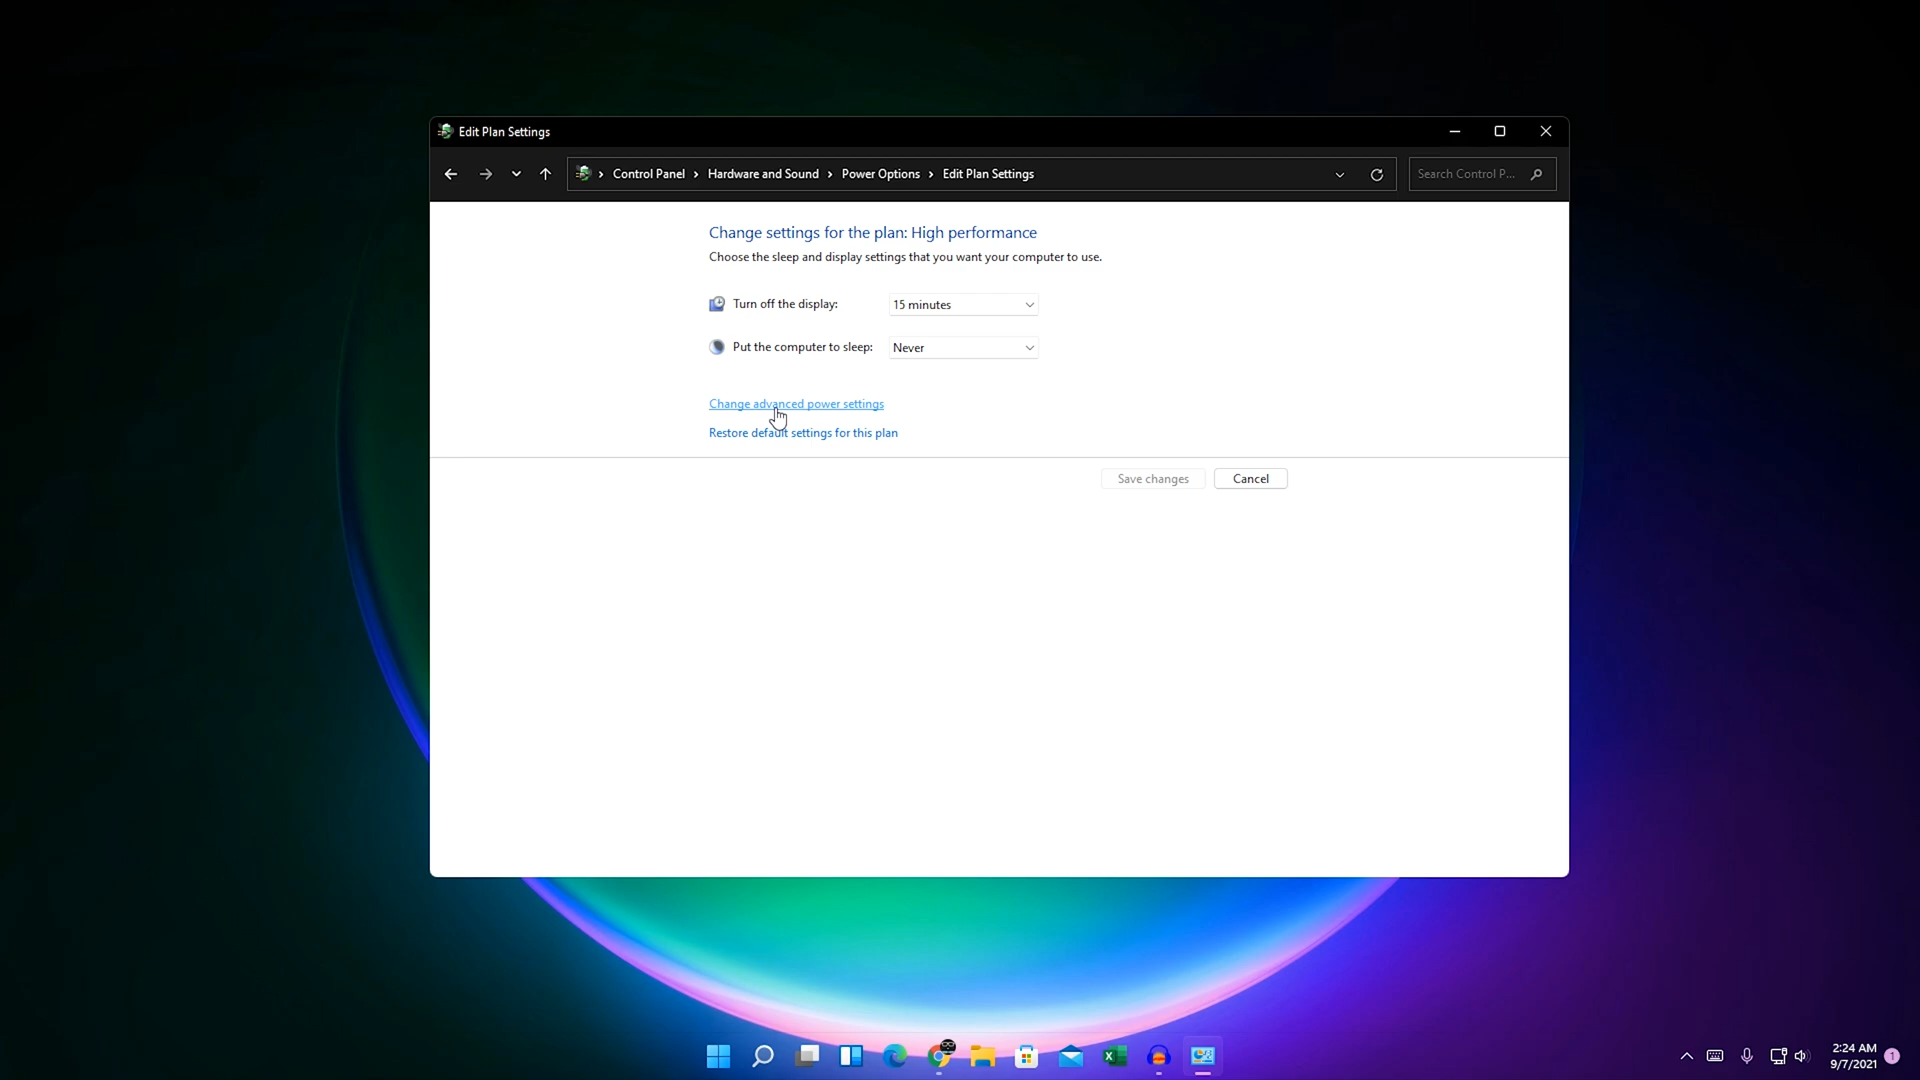 Edit Plan Settings
Control Panel > Hardware and Sound > Power Options > Edit Plan Settings
Search Control P...
Change settings for the plan: High performance
Choose the sleep and display settings that you want your computer to use.
Turn off the display: 15 minutes
Put the computer to sleep: Never
Change advanced power settings
Restore default settings for this plan
Save changes Cancel
2:24 AM
9/7/2021
1